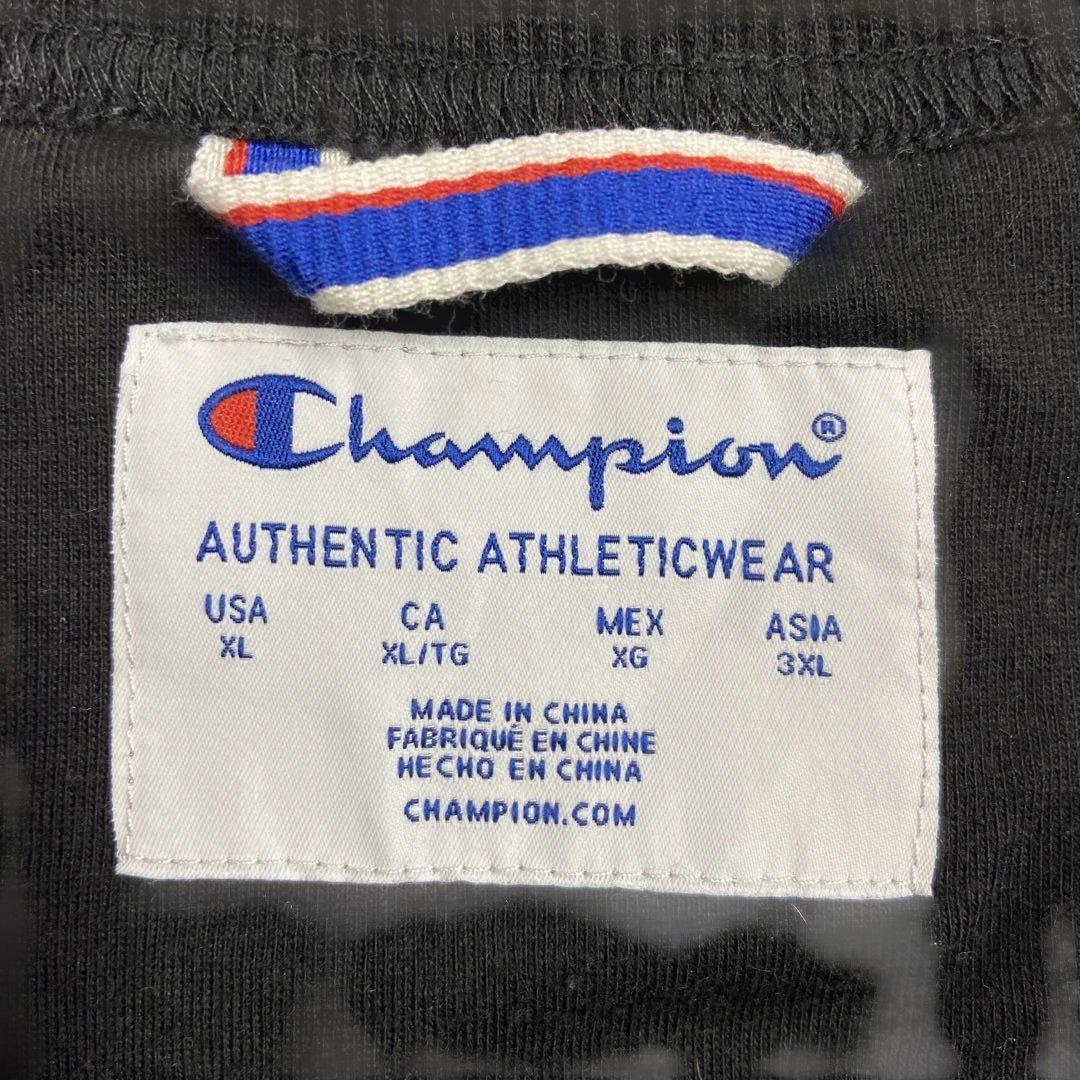 Champion®
AUTHENTIC ATHLETICWEAR
USA CA MEX ASIA
XL XL/TG XG 3XL
MADE IN CHINA
FABRIQUÉ EN CHINE
HECHO EN CHINA
CHAMPION.COM